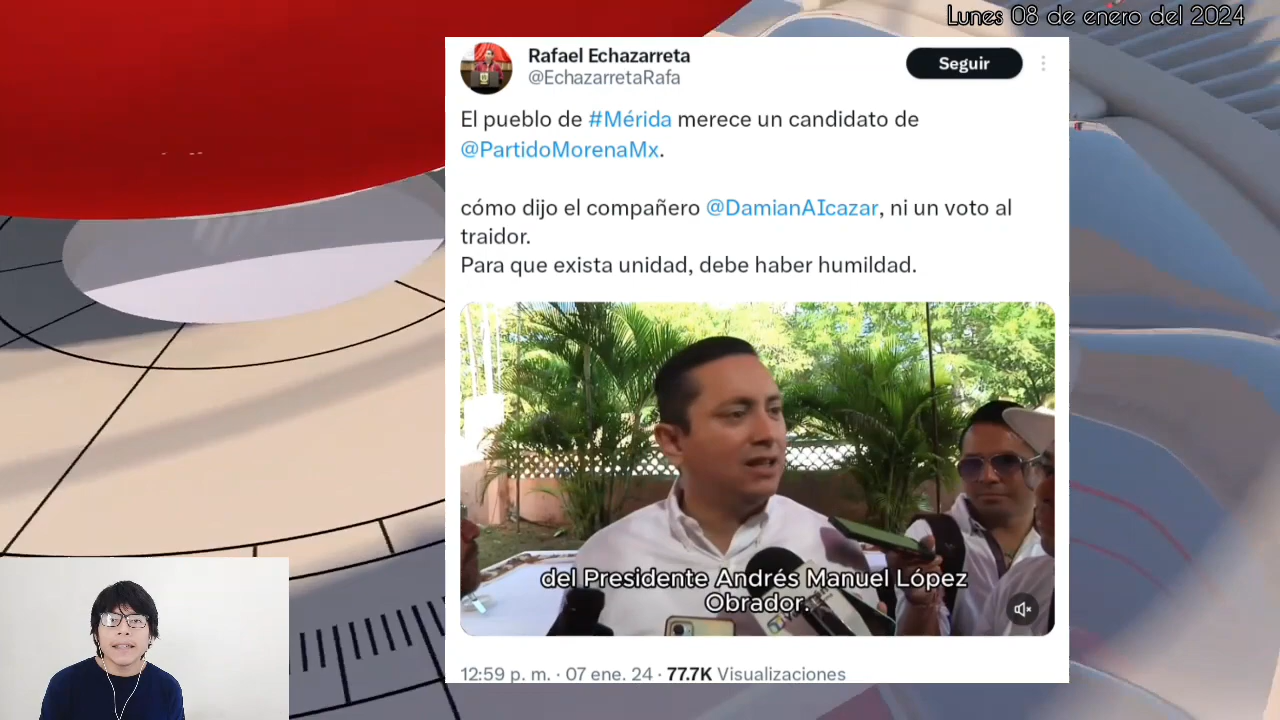 Lunes 08 de enero del 2024
Rafael Echazarreta
@EchazarretaRafa
Seguir
El pueblo de #Mérida merece un candidato de
@PartidoMorenaMx.
cómo dijo el compañero @DamianAIcazar, ni un voto al
traidor.
Para que exista unidad, debe haber humildad.
del Presidente Andrés Manuel López
Obrador.
12:59 p. m. · 07 ene. 24 · 77.7K Visualizaciones